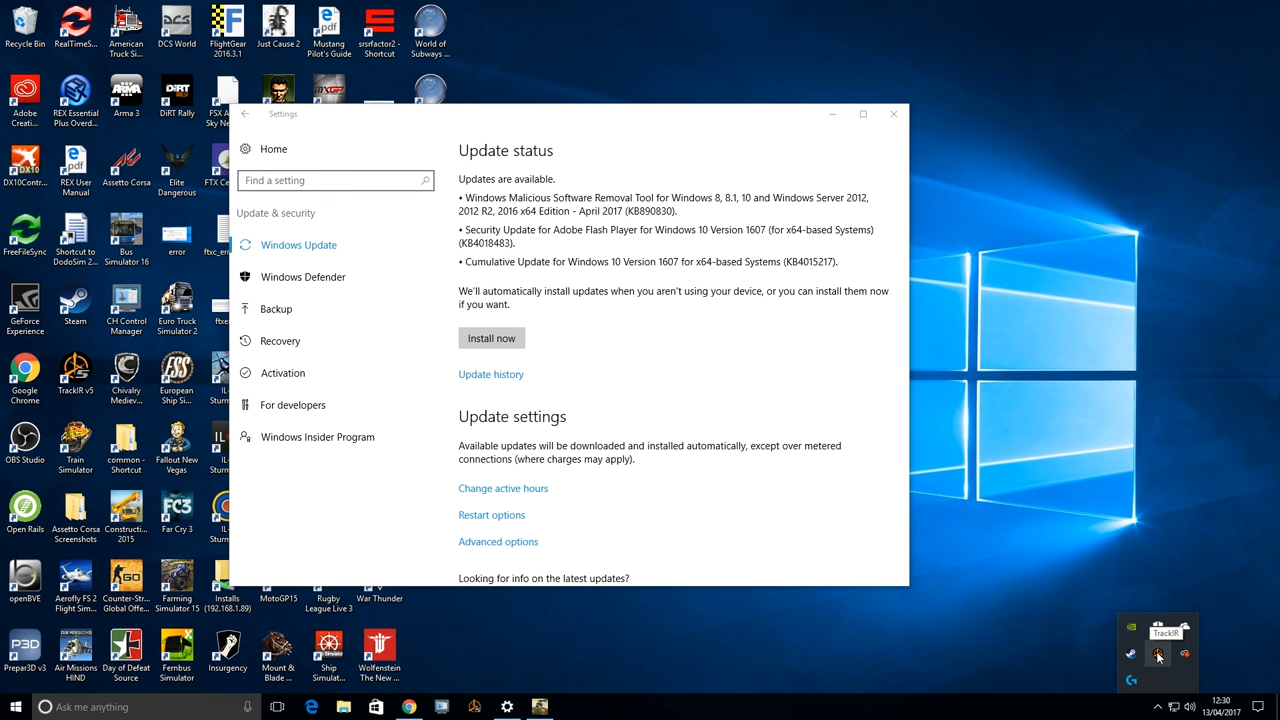 Recycle Bin
RealTimeS...
American
Truck Si...
DCS World
FlightGear
2016.3.1
Just Cause 2
Mustang
Pilot's Guide
srsrfactor2 -
Shortcut
World of
Subways ...
Adobe
Creati...
REX Essential
Plus Overd...
Arma 3
DiRT Rally
FSX A
Sky Ne
Settings
DX10Contr...
REX User
Manual
Assetto Corsa
Elite
Dangerous
FTX Ce
FreeFileSync
Shortcut to
DodoSim 2...
Bus
Simulator 16
error
ftxc_err
GeForce
Experience
Steam
CH Control
Manager
Euro Truck
Simulator 2
ftxe
Google
Chrome
TrackIR v5
Chivalry
Mediev...
European
Ship Si...
IL-
Sturm
OBS Studio
Train
Simulator
common -
Shortcut
Fallout New
Vegas
IL-
Sturm
Open Rails
Assetto Corsa
Screenshots
Constructi...
2015
Far Cry 3
IL-
Sturm
openBVE
Aerofly FS 2
Flight Sim...
Counter-Str...
Global Offe...
Farming
Simulator 15
Installs
(192.168.1.89)
MotoGP15
Rugby
League Live 3
War Thunder
Prepar3D v3
Air Missions
HIND
Day of Defeat
Source
Fernbus
Simulator
Insurgency
Mount &
Blade ...
Ship
Simulat...
Wolfenstein
The New ...
Home
Find a setting
Update & security
Windows Update
Windows Defender
Backup
Recovery
Activation
For developers
Windows Insider Program
Update status
Updates are available.
• Windows Malicious Software Removal Tool for Windows 8, 8.1, 10 and Windows Server 2012,
2012 R2, 2016 x64 Edition - April 2017 (KB890830).
• Security Update for Adobe Flash Player for Windows 10 Version 1607 (for x64-based Systems)
(KB4018483).
• Cumulative Update for Windows 10 Version 1607 for x64-based Systems (KB4015217).
We'll automatically install updates when you aren't using your device, or you can install them now
if you want.
Install now
Update history
Update settings
Available updates will be downloaded and installed automatically, except over metered
connections (where charges may apply).
Change active hours
Restart options
Advanced options
Looking for info on the latest updates?
TrackIR
Ask me anything
12:30
13/04/2017